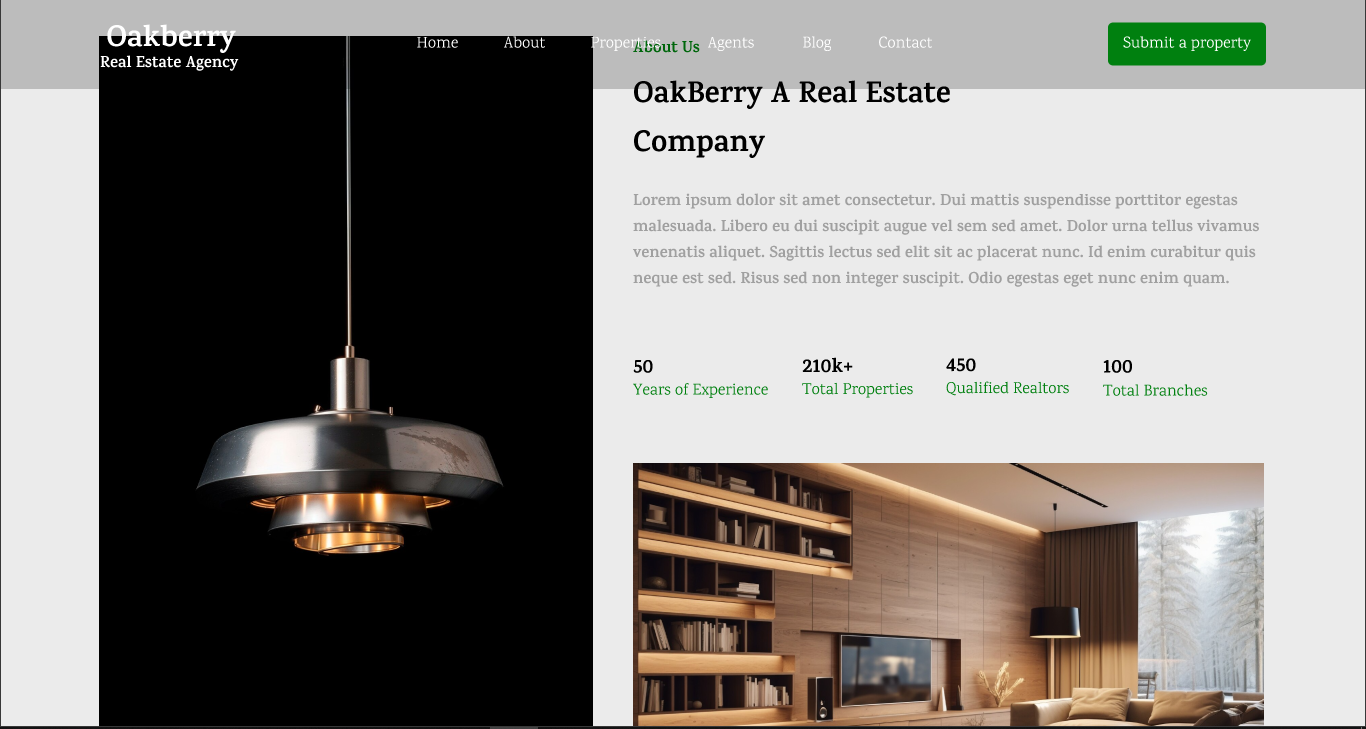 Oakberry
Real Estate Agency
Home About Properties Agents Blog Contact
Submit a property
About Us
OakBerry A Real Estate
Company
Lorem ipsum dolor sit amet consectetur. Dui mattis suspendisse porttitor egestas
malesuada. Libero eu dui suscipit augue vel sem sed amet. Dolor urna tellus vivamus
venenatis aliquet. Sagittis lectus sed elit sit ac placerat nunc. Id enim curabitur quis
neque est sed. Risus sed non integer suscipit. Odio egestas eget nunc enim quam.
50 210k+ 450 100
Years of Experience Total Properties Qualified Realtors Total Branches